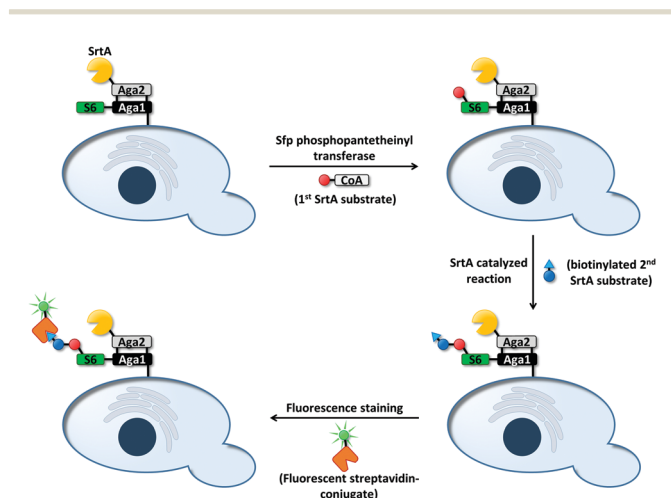 SrtA
Aga2
S6
Aga1
Sfp phosphopantetheinyl
transferase
CoA
(1st SrtA substrate)
Aga2
S6
Aga1
SrtA catalyzed
reaction
(biotinylated 2nd
SrtA substrate)
Aga2
S6
Aga1
Fluorescence staining
(Fluorescent streptavidin-
conjugate)
Aga2
S6
Aga1